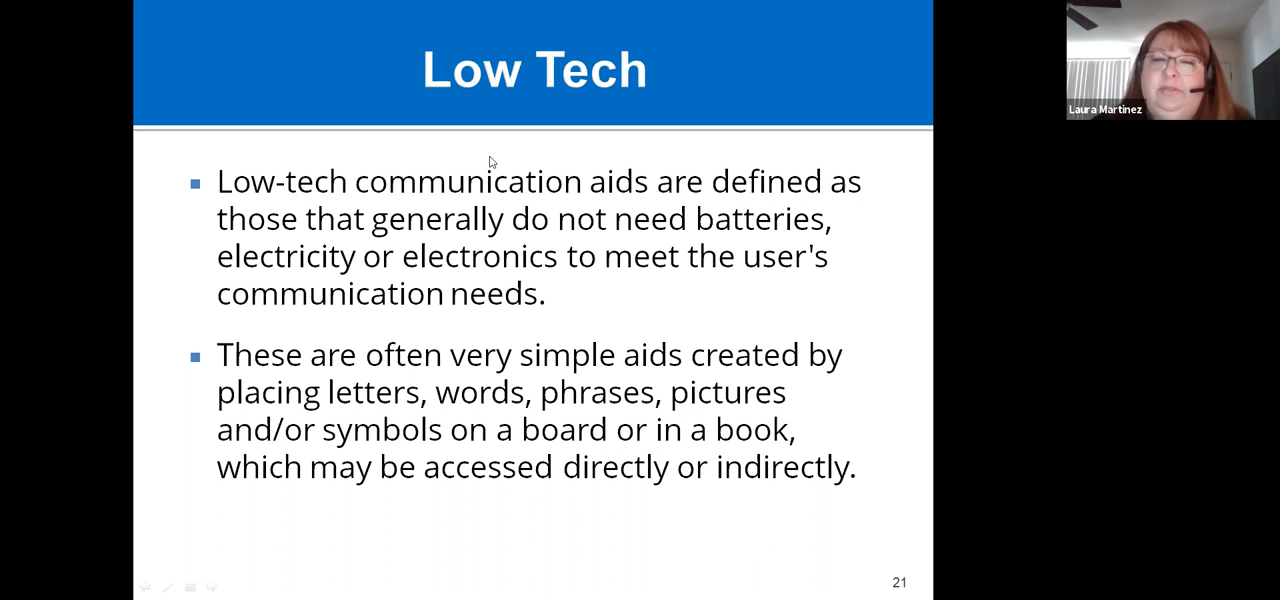 Low Tech
Laura Martinez
Low-tech communication aids are defined as
those that generally do not need batteries,
electricity or electronics to meet the user's
communication needs.
These are often very simple aids created by
placing letters, words, phrases, pictures
and/or symbols on a board or in a book,
which may be accessed directly or indirectly.
21